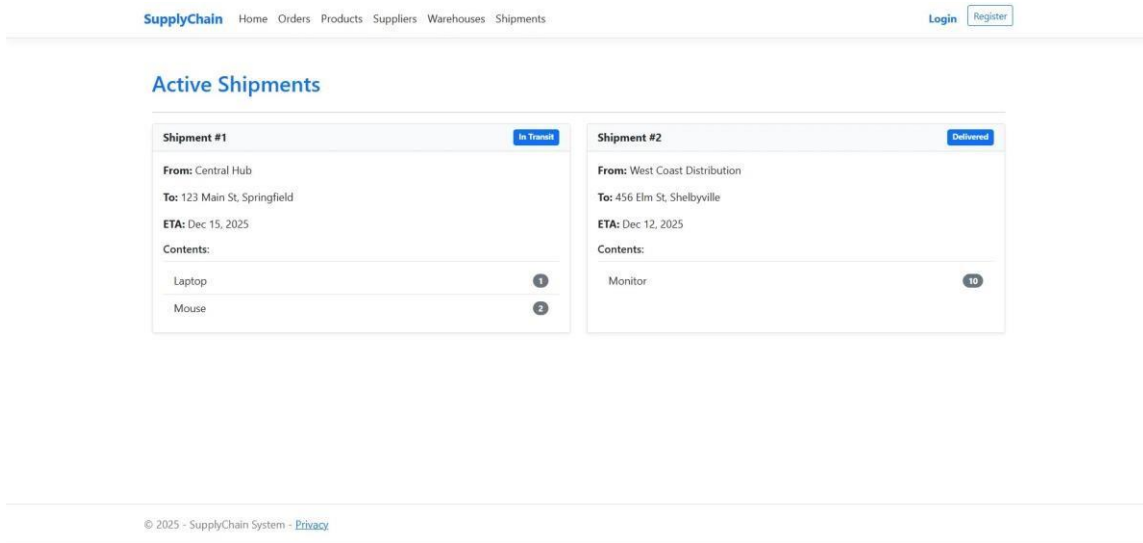 SupplyChain Home Orders Products Suppliers Warehouses Shipments Login Register
Active Shipments
Shipment #1 In Transit
From: Central Hub
To: 123 Main St, Springfield
ETA: Dec 15, 2025
Contents:
Laptop 1
Mouse 2
Shipment #2 Delivered
From: West Coast Distribution
To: 456 Elm St, Shelbyville
ETA: Dec 12, 2025
Contents:
Monitor 10
© 2025 - SupplyChain System - Privacy